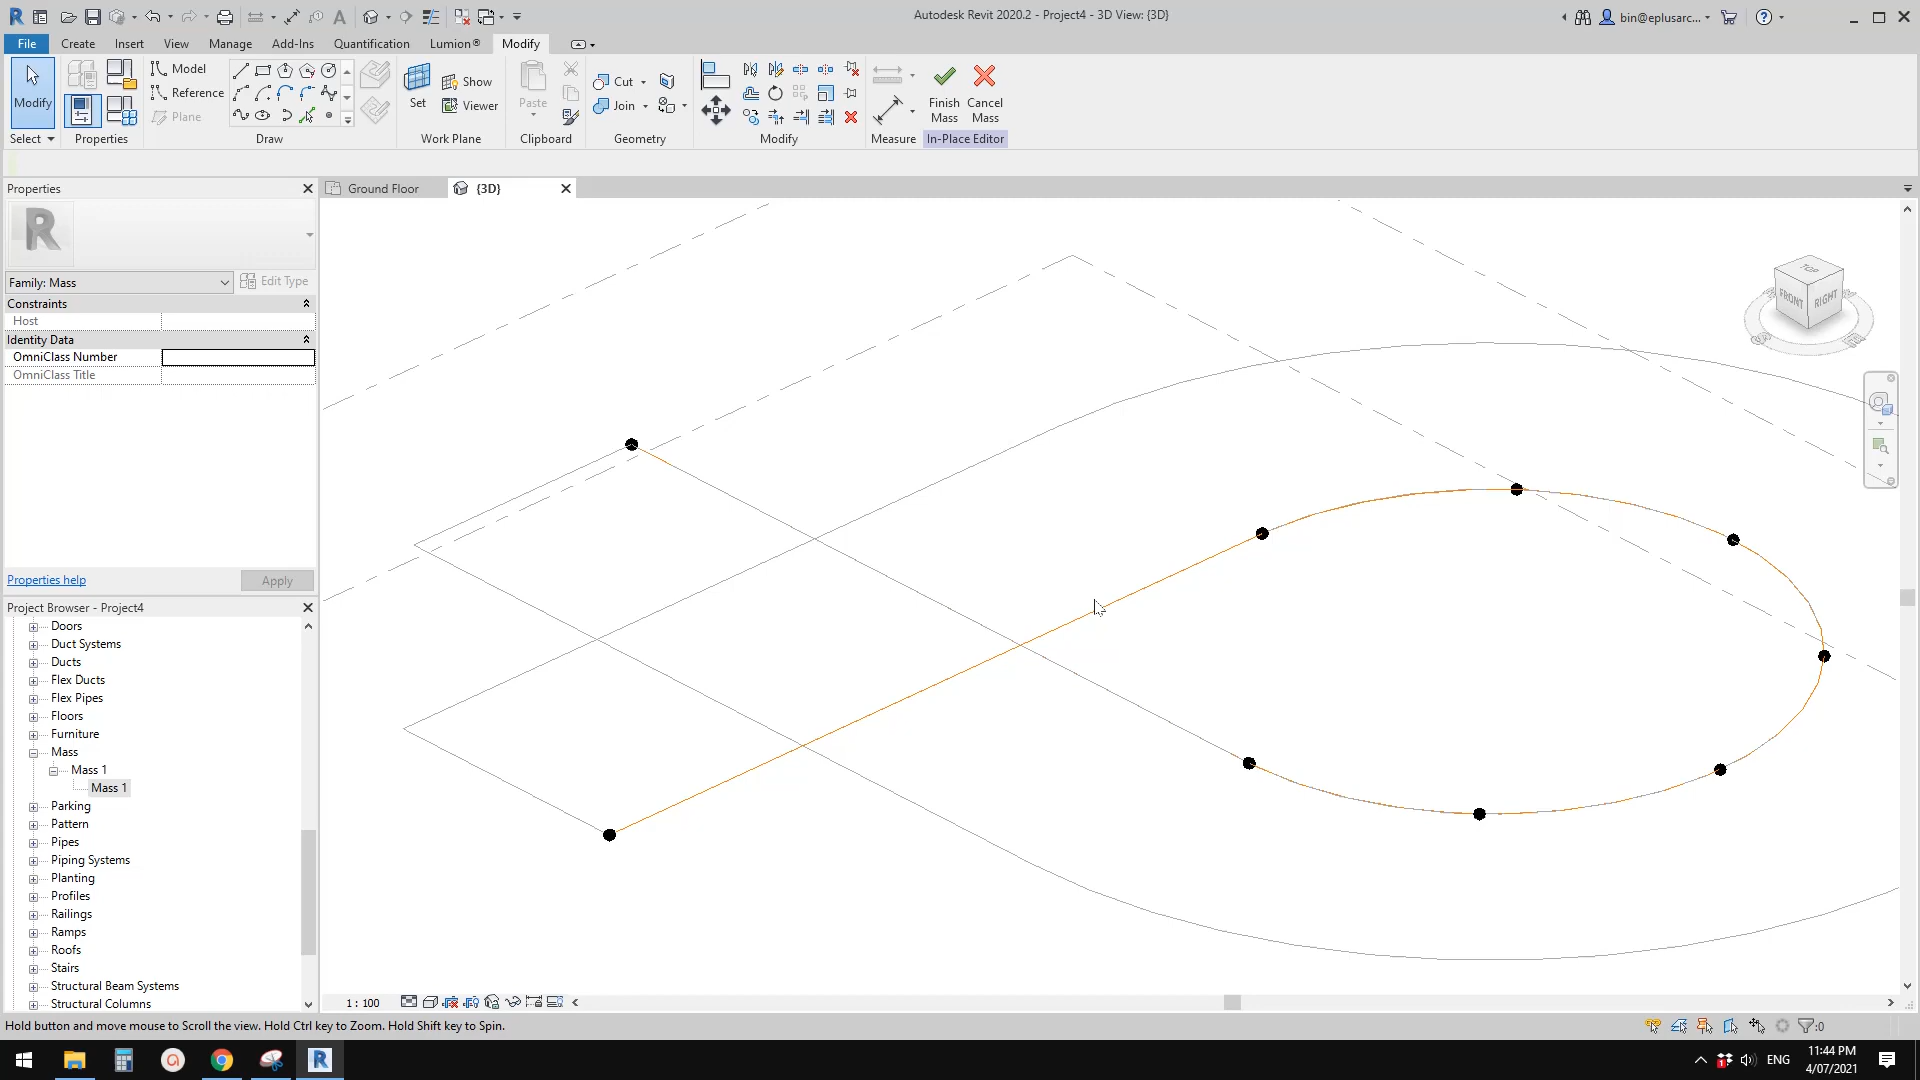 Autodesk Revit 2020.2 - Project4 - 3D View: {3D}
bin@eplusarc...
File Create Insert View Manage Add-Ins Quantification Lumion® Modify
Modify
Select
Properties
Model
Reference
Plane
Draw
Set
Show
Viewer
Work Plane
Paste
Clipboard
Cut
Join
Geometry
Modify
Measure
Finish Mass
Cancel Mass
In-Place Editor
Properties
Family: Mass
Edit Type
Constraints
Host
Identity Data
OmniClass Number
OmniClass Title
Properties help
Apply
Project Browser - Project4
Doors
Duct Systems
Ducts
Flex Ducts
Flex Pipes
Floors
Furniture
Mass
Mass 1
Mass 1
Parking
Pattern
Pipes
Piping Systems
Planting
Profiles
Railings
Ramps
Roofs
Stairs
Structural Beam Systems
Structural Columns
Ground Floor
{3D}
TOP
FRONT
RIGHT
1 : 100
Hold button and move mouse to Scroll the view. Hold Ctrl key to Zoom. Hold Shift key to Spin.
:0
ENG
11:44 PM
4/07/2021